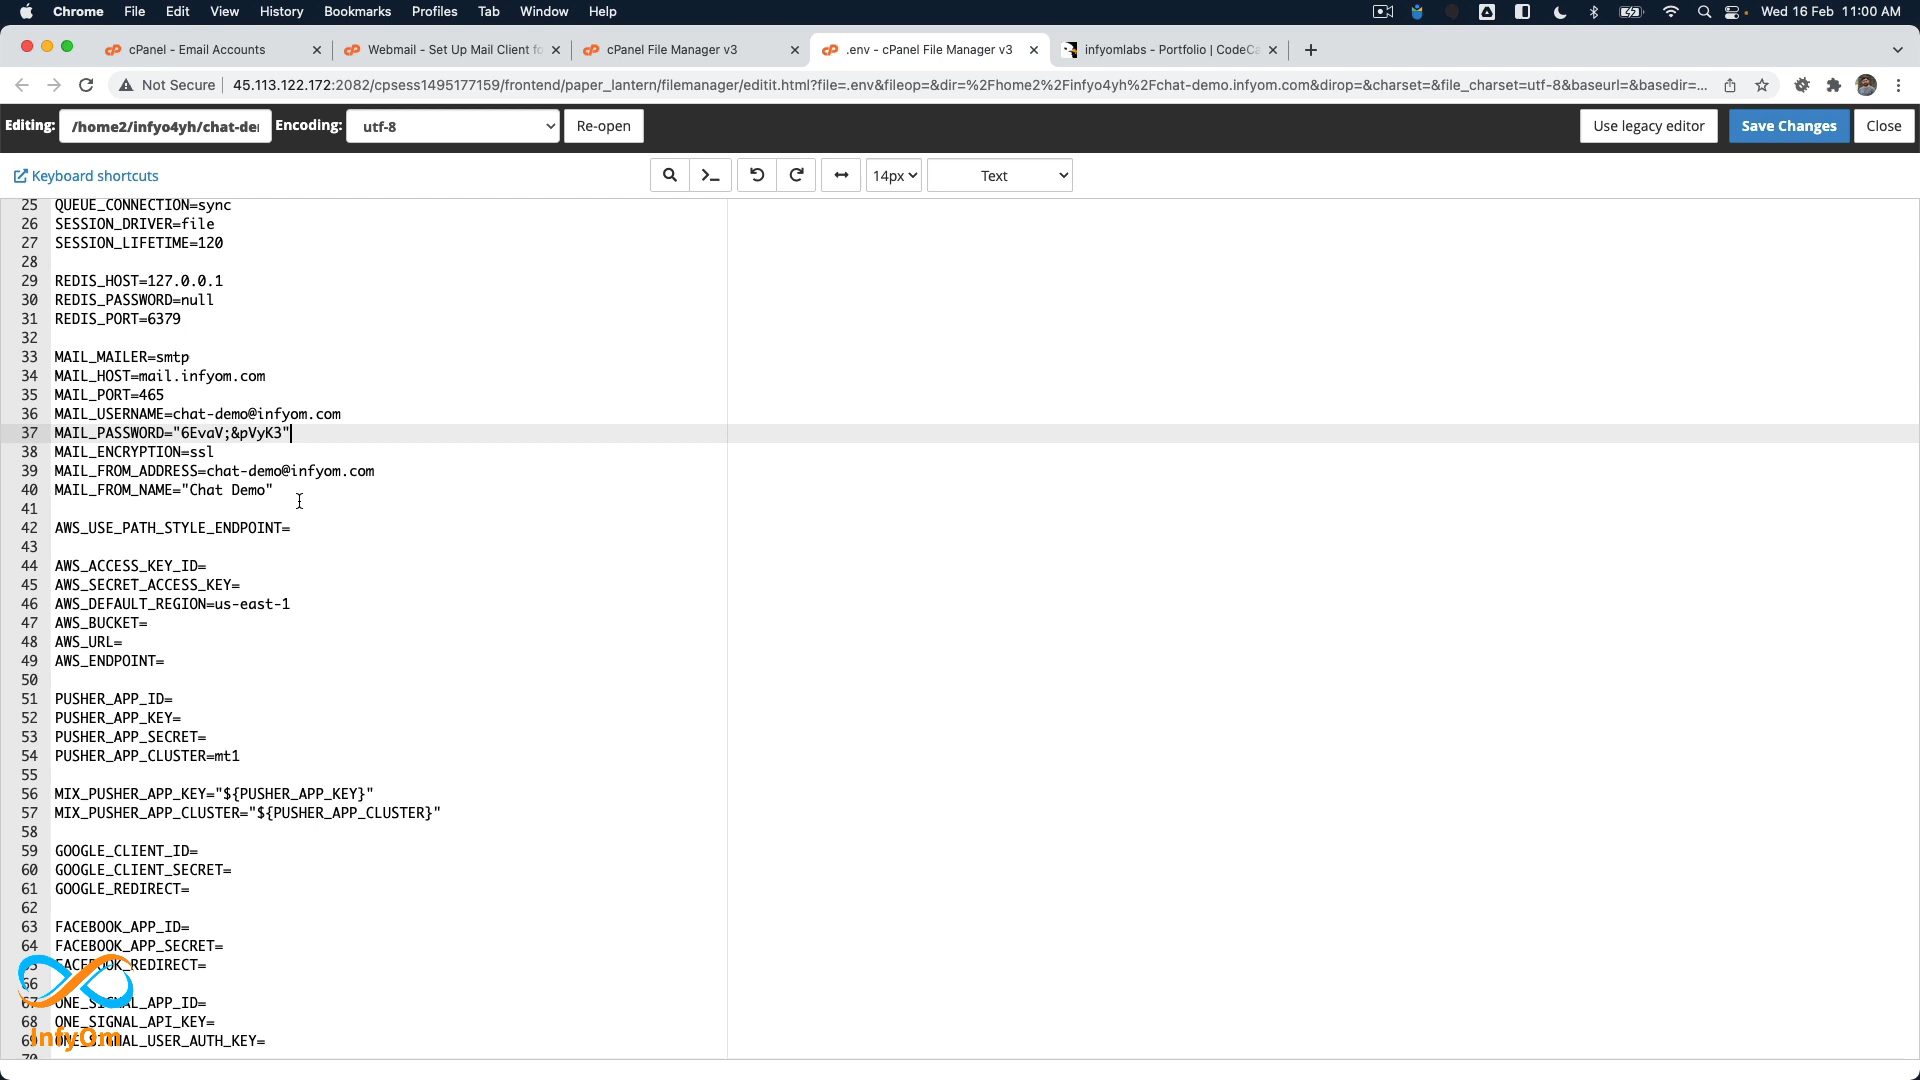 Chrome File Edit View History Bookmarks Profiles Tab Window Help Wed 16 Feb 11:00 AM
cPanel - Email Accounts Webmail - Set Up Mail Client fo cPanel File Manager v3 .env - cPanel File Manager v3 infyomlabs - Portfolio | CodeCa
Not Secure 45.113.122.172:2082/cpsess1495177159/frontend/paper_lantern/filemanager/editit.html?file=.env&fileop=&dir=%2Fhome2%2Finfyo4yh%2Fchat-demo.infyom.com&dirop=&charset=&file_charset=utf-8&baseurl=&basedir=...
Editing: /home2/infyo4yh/chat-de Encoding: utf-8 Re-open Use legacy editor Save Changes Close
Keyboard shortcuts 14px Text
25 QUEUE_CONNECTION=sync
26 SESSION_DRIVER=file
27 SESSION_LIFETIME=120
28
29 REDIS_HOST=127.0.0.1
30 REDIS_PASSWORD=null
31 REDIS_PORT=6379
32
33 MAIL_MAILER=smtp
34 MAIL_HOST=mail.infyom.com
35 MAIL_PORT=465
36 MAIL_USERNAME=chat-demo@infyom.com
37 MAIL_PASSWORD="6EvaV;&pVyK3"
38 MAIL_ENCRYPTION=ssl
39 MAIL_FROM_ADDRESS=chat-demo@infyom.com
40 MAIL_FROM_NAME="Chat Demo"
41
42 AWS_USE_PATH_STYLE_ENDPOINT=
43
44 AWS_ACCESS_KEY_ID=
45 AWS_SECRET_ACCESS_KEY=
46 AWS_DEFAULT_REGION=us-east-1
47 AWS_BUCKET=
48 AWS_URL=
49 AWS_ENDPOINT=
50
51 PUSHER_APP_ID=
52 PUSHER_APP_KEY=
53 PUSHER_APP_SECRET=
54 PUSHER_APP_CLUSTER=mt1
55
56 MIX_PUSHER_APP_KEY="${PUSHER_APP_KEY}"
57 MIX_PUSHER_APP_CLUSTER="${PUSHER_APP_CLUSTER}"
58
59 GOOGLE_CLIENT_ID=
60 GOOGLE_CLIENT_SECRET=
61 GOOGLE_REDIRECT=
62
63 FACEBOOK_APP_ID=
64 FACEBOOK_APP_SECRET=
65 FACEBOOK_REDIRECT=
66
67 ONE_SIGNAL_APP_ID=
68 ONE_SIGNAL_API_KEY=
69 ONE_SIGNAL_USER_AUTH_KEY=
70
InfyOm